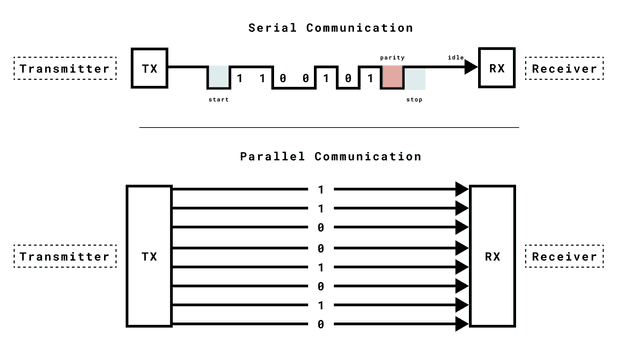 Serial Communication
parity
idle
Transmitter
TX
1 1 0 0 1 0 1
RX
Receiver
start
stop
Parallel Communication
1
1
0
0
Transmitter
TX
RX
Receiver
1
0
1
0